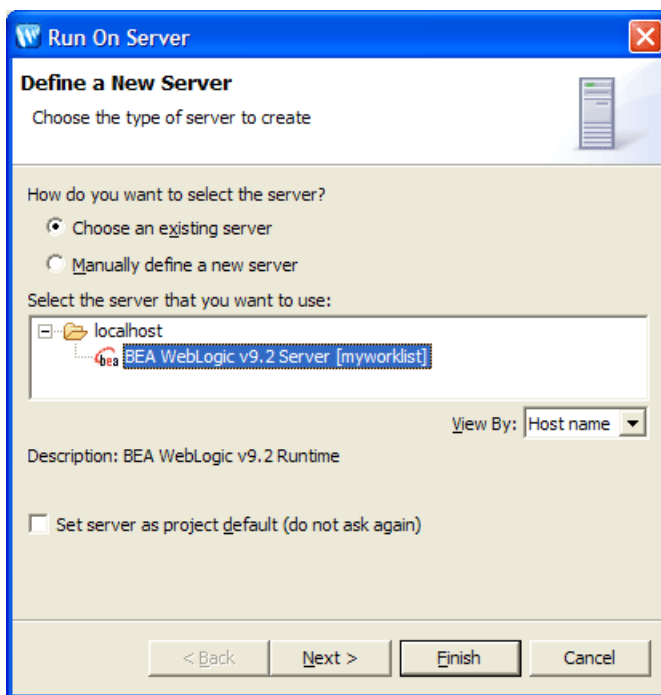 Run On Server
Define a New Server
Choose the type of server to create
How do you want to select the server?
Choose an existing server
Manually define a new server
Select the server that you want to use:
localhost
bea BEA WebLogic v9.2 Server [myworklist]
View By: Host name
Description: BEA WebLogic v9.2 Runtime
Set server as project default (do not ask again)
< Back Next > Finish Cancel